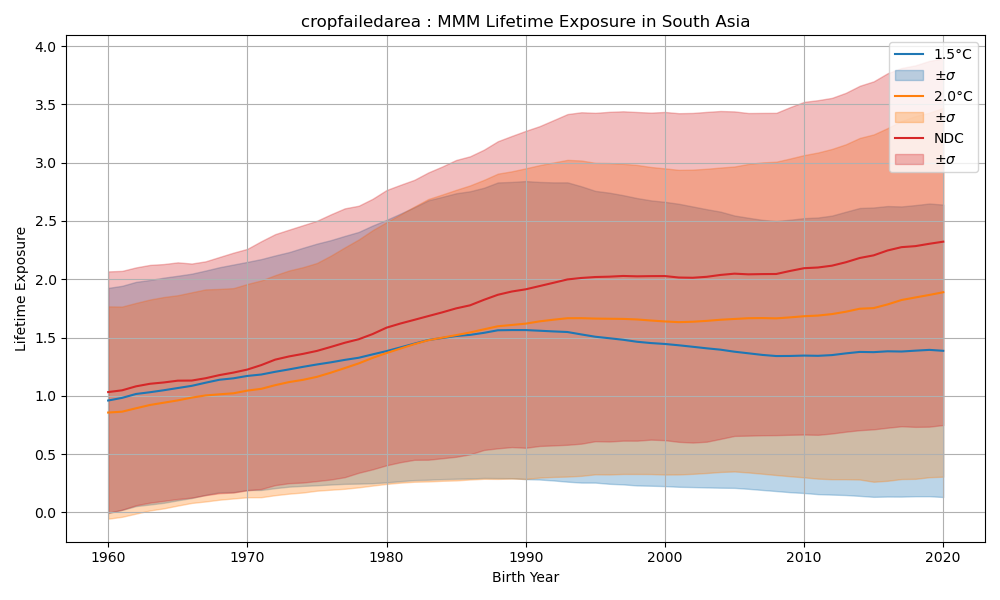 cropfailedarea : MMM Lifetime Exposure in South Asia
4.0
3.5
3.0
2.5
2.0
1.5
1.0
0.5
0.0
Lifetime Exposure
1.5°C
±σ
2.0°C
±σ
NDC
±σ
1960 1970 1980 1990 2000 2010 2020
Birth Year